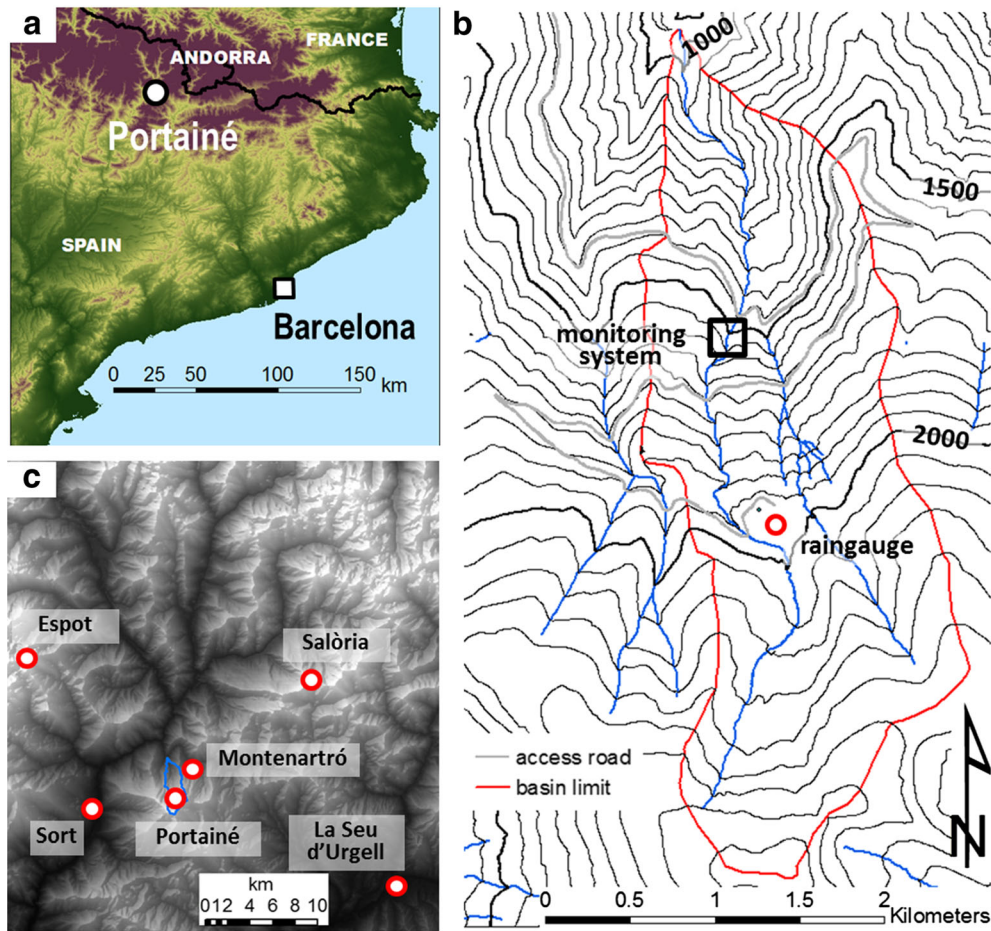 a
FRANCE
ANDORRA
Portainé
SPAIN
Barcelona
0 25 50 100 150
km
b
1000
1500
monitoring
system
2000
raingauge
access road
basin limit
N
0 0.5 1 2
Kilometers
c
Espot
Salòria
Montenartró
Sort
Portainé
La Seu
d'Urgell
km
0 1 2 4 6 8 10